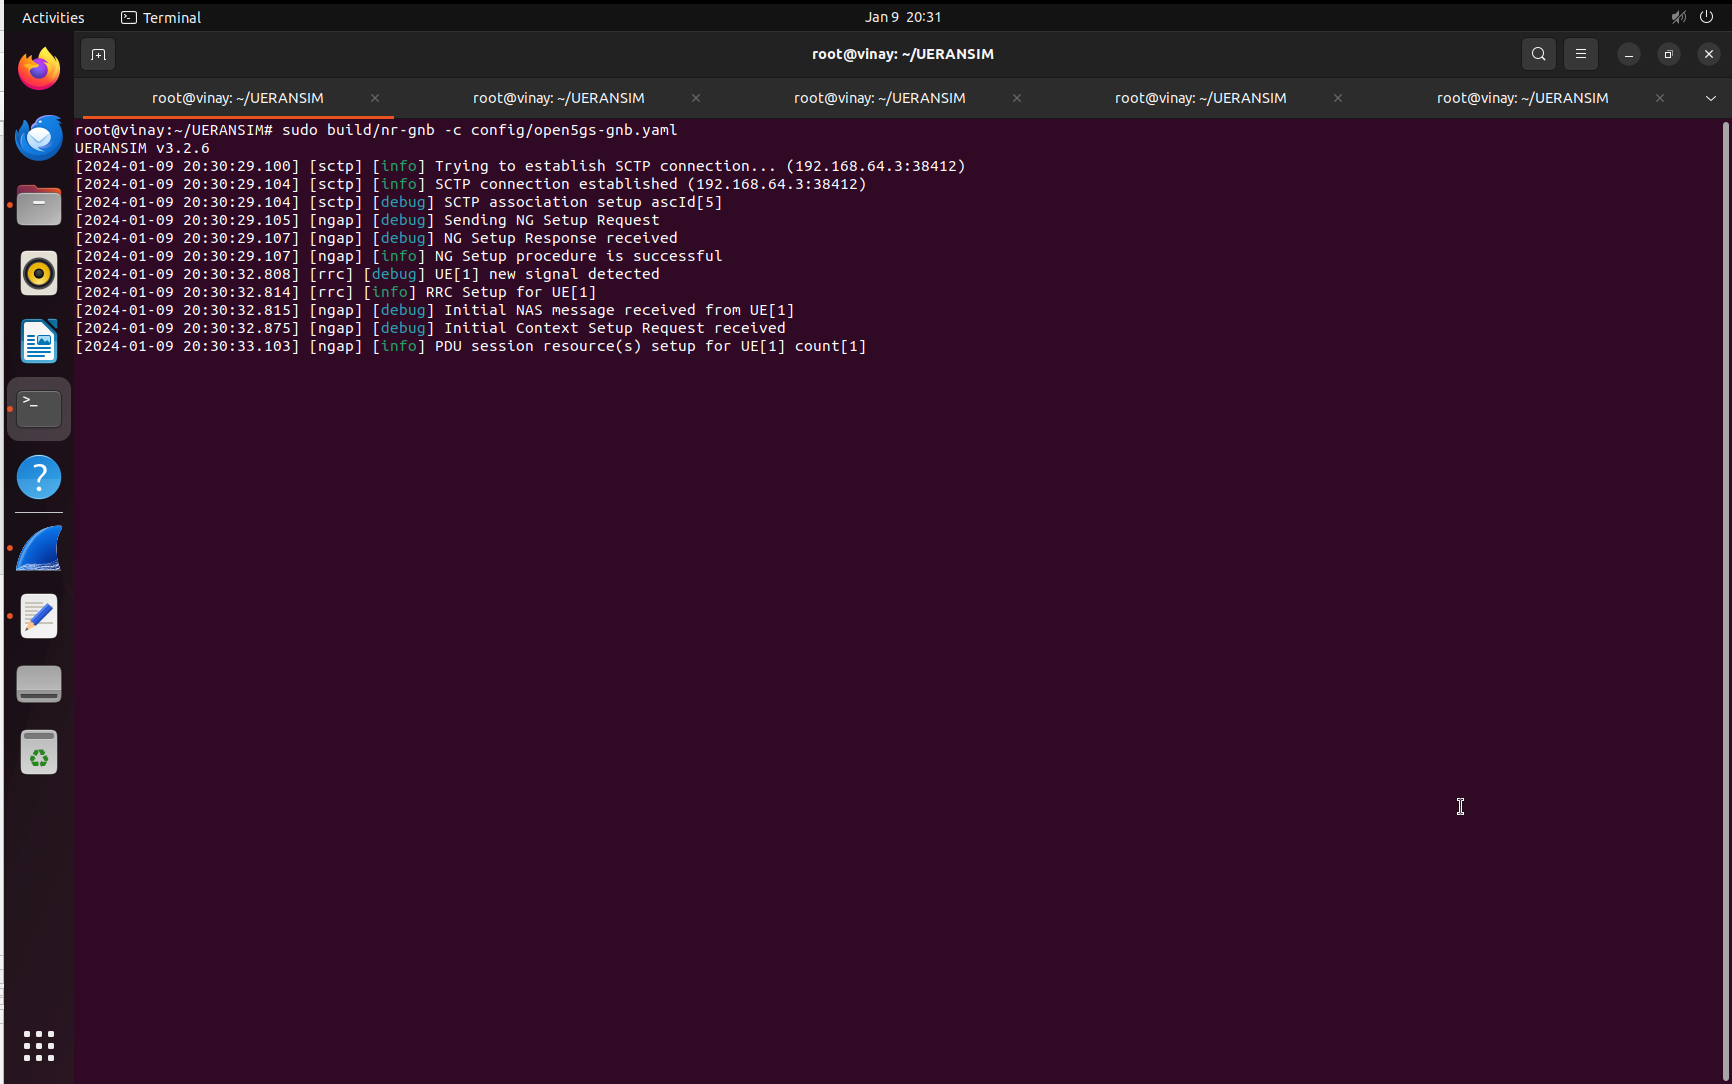 Activities Terminal Jan 9 20:31
root@vinay: ~/UERANSIM
root@vinay: ~/UERANSIM root@vinay: ~/UERANSIM root@vinay: ~/UERANSIM root@vinay: ~/UERANSIM root@vinay: ~/UERANSIM
root@vinay:~/UERANSIM# sudo build/nr-gnb -c config/open5gs-gnb.yaml
UERANSIM v3.2.6
[2024-01-09 20:30:29.100] [sctp] [info] Trying to establish SCTP connection... (192.168.64.3:38412)
[2024-01-09 20:30:29.104] [sctp] [info] SCTP connection established (192.168.64.3:38412)
[2024-01-09 20:30:29.104] [sctp] [debug] SCTP association setup ascId[5]
[2024-01-09 20:30:29.105] [ngap] [debug] Sending NG Setup Request
[2024-01-09 20:30:29.107] [ngap] [debug] NG Setup Response received
[2024-01-09 20:30:29.107] [ngap] [info] NG Setup procedure is successful
[2024-01-09 20:30:32.808] [rrc] [debug] UE[1] new signal detected
[2024-01-09 20:30:32.814] [rrc] [info] RRC Setup for UE[1]
[2024-01-09 20:30:32.815] [ngap] [debug] Initial NAS message received from UE[1]
[2024-01-09 20:30:32.875] [ngap] [debug] Initial Context Setup Request received
[2024-01-09 20:30:33.103] [ngap] [info] PDU session resource(s) setup for UE[1] count[1]